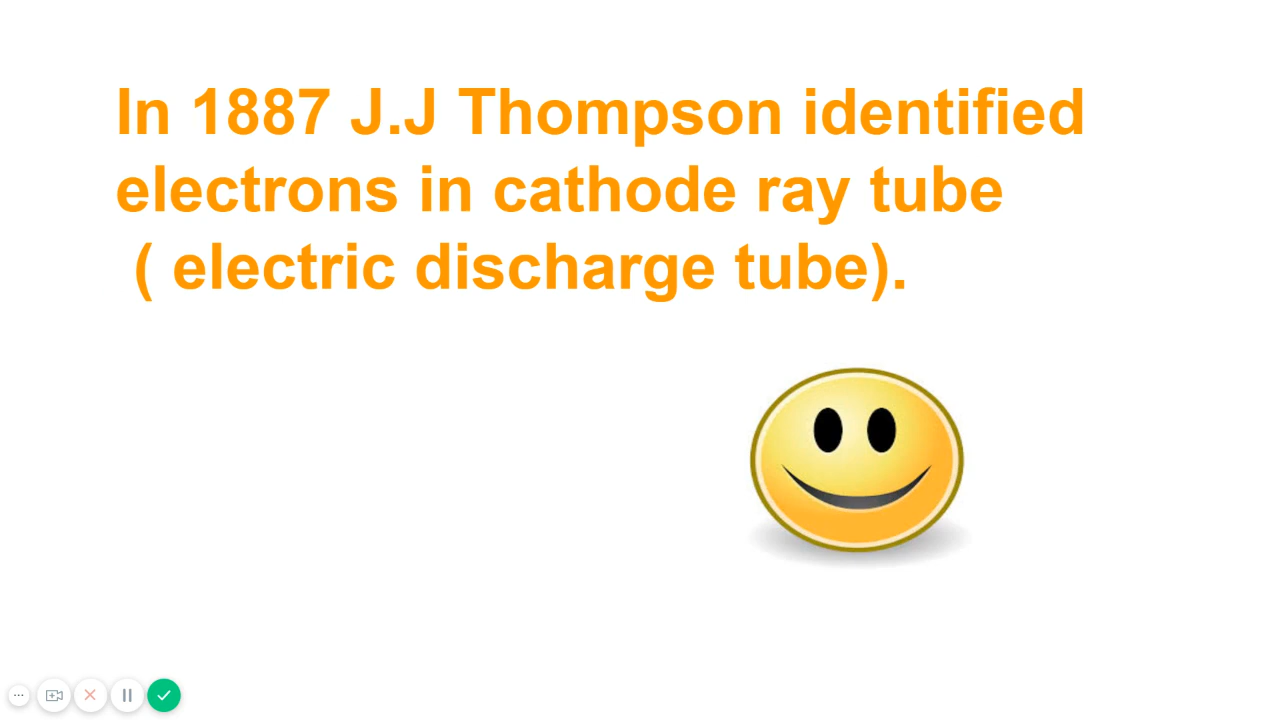 In 1887 J.J Thompson identified
electrons in cathode ray tube
( electric discharge tube).